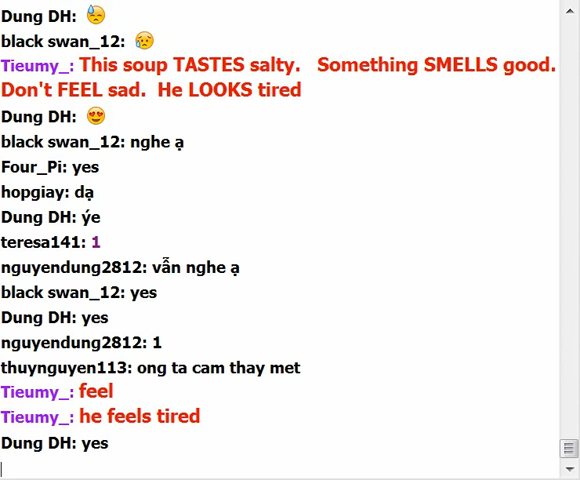 Dung DH:
black swan_12:
Tieumy_: This soup TASTES salty.   Something SMELLS good.
Don't FEEL sad.  He LOOKS tired
Dung DH:
black swan_12: nghe ạ
Four_Pi: yes
hopgiay: dạ
Dung DH: ýe
teresa141: 1
nguyendung2812: vẫn nghe ạ
black swan_12: yes
Dung DH: yes
nguyendung2812: 1
thuynguyen113: ong ta cam thay met
Tieumy_: feel
Tieumy_: he feels tired
Dung DH: yes